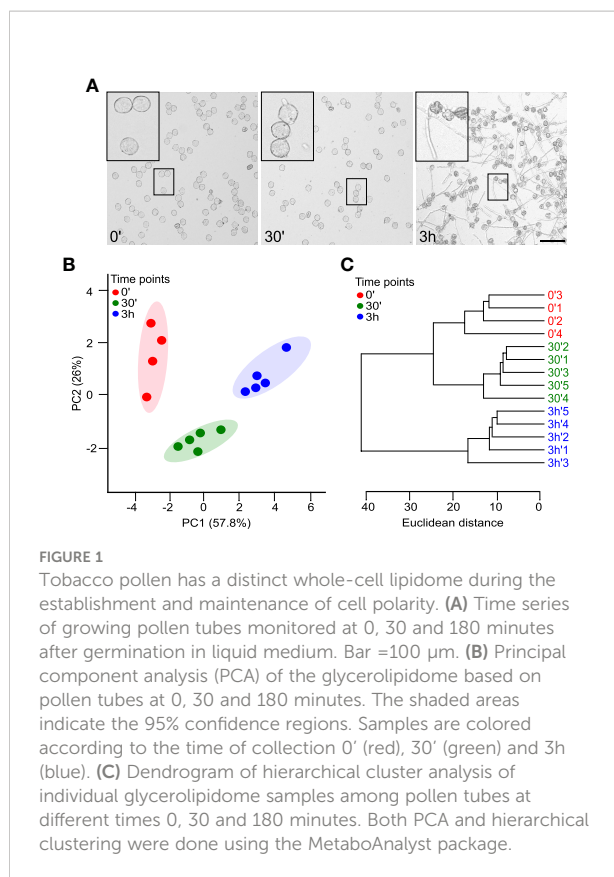 A
0'
30'
3h
B
Time points
0'
30'
3h
4
2
0
-2
PC2 (26%)
-4 -2 0 2 4 6
PC1 (57.8%)
C
Time points
0'
30'
3h
0'3
0'1
0'2
0'4
30'2
30'1
30'3
30'5
30'4
3h'5
3h'4
3h'2
3h'1
3h'3
40 30 20 10 0
Euclidean distance
FIGURE 1
Tobacco pollen has a distinct whole-cell lipidome during the
establishment and maintenance of cell polarity. (A) Time series
of growing pollen tubes monitored at 0, 30 and 180 minutes
after germination in liquid medium. Bar =100 µm. (B) Principal
component analysis (PCA) of the glycerolipidome based on
pollen tubes at 0, 30 and 180 minutes. The shaded areas
indicate the 95% confidence regions. Samples are colored
according to the time of collection 0′ (red), 30′ (green) and 3h
(blue). (C) Dendrogram of hierarchical cluster analysis of
individual glycerolipidome samples among pollen tubes at
different times 0, 30 and 180 minutes. Both PCA and hierarchical
clustering were done using the MetaboAnalyst package.